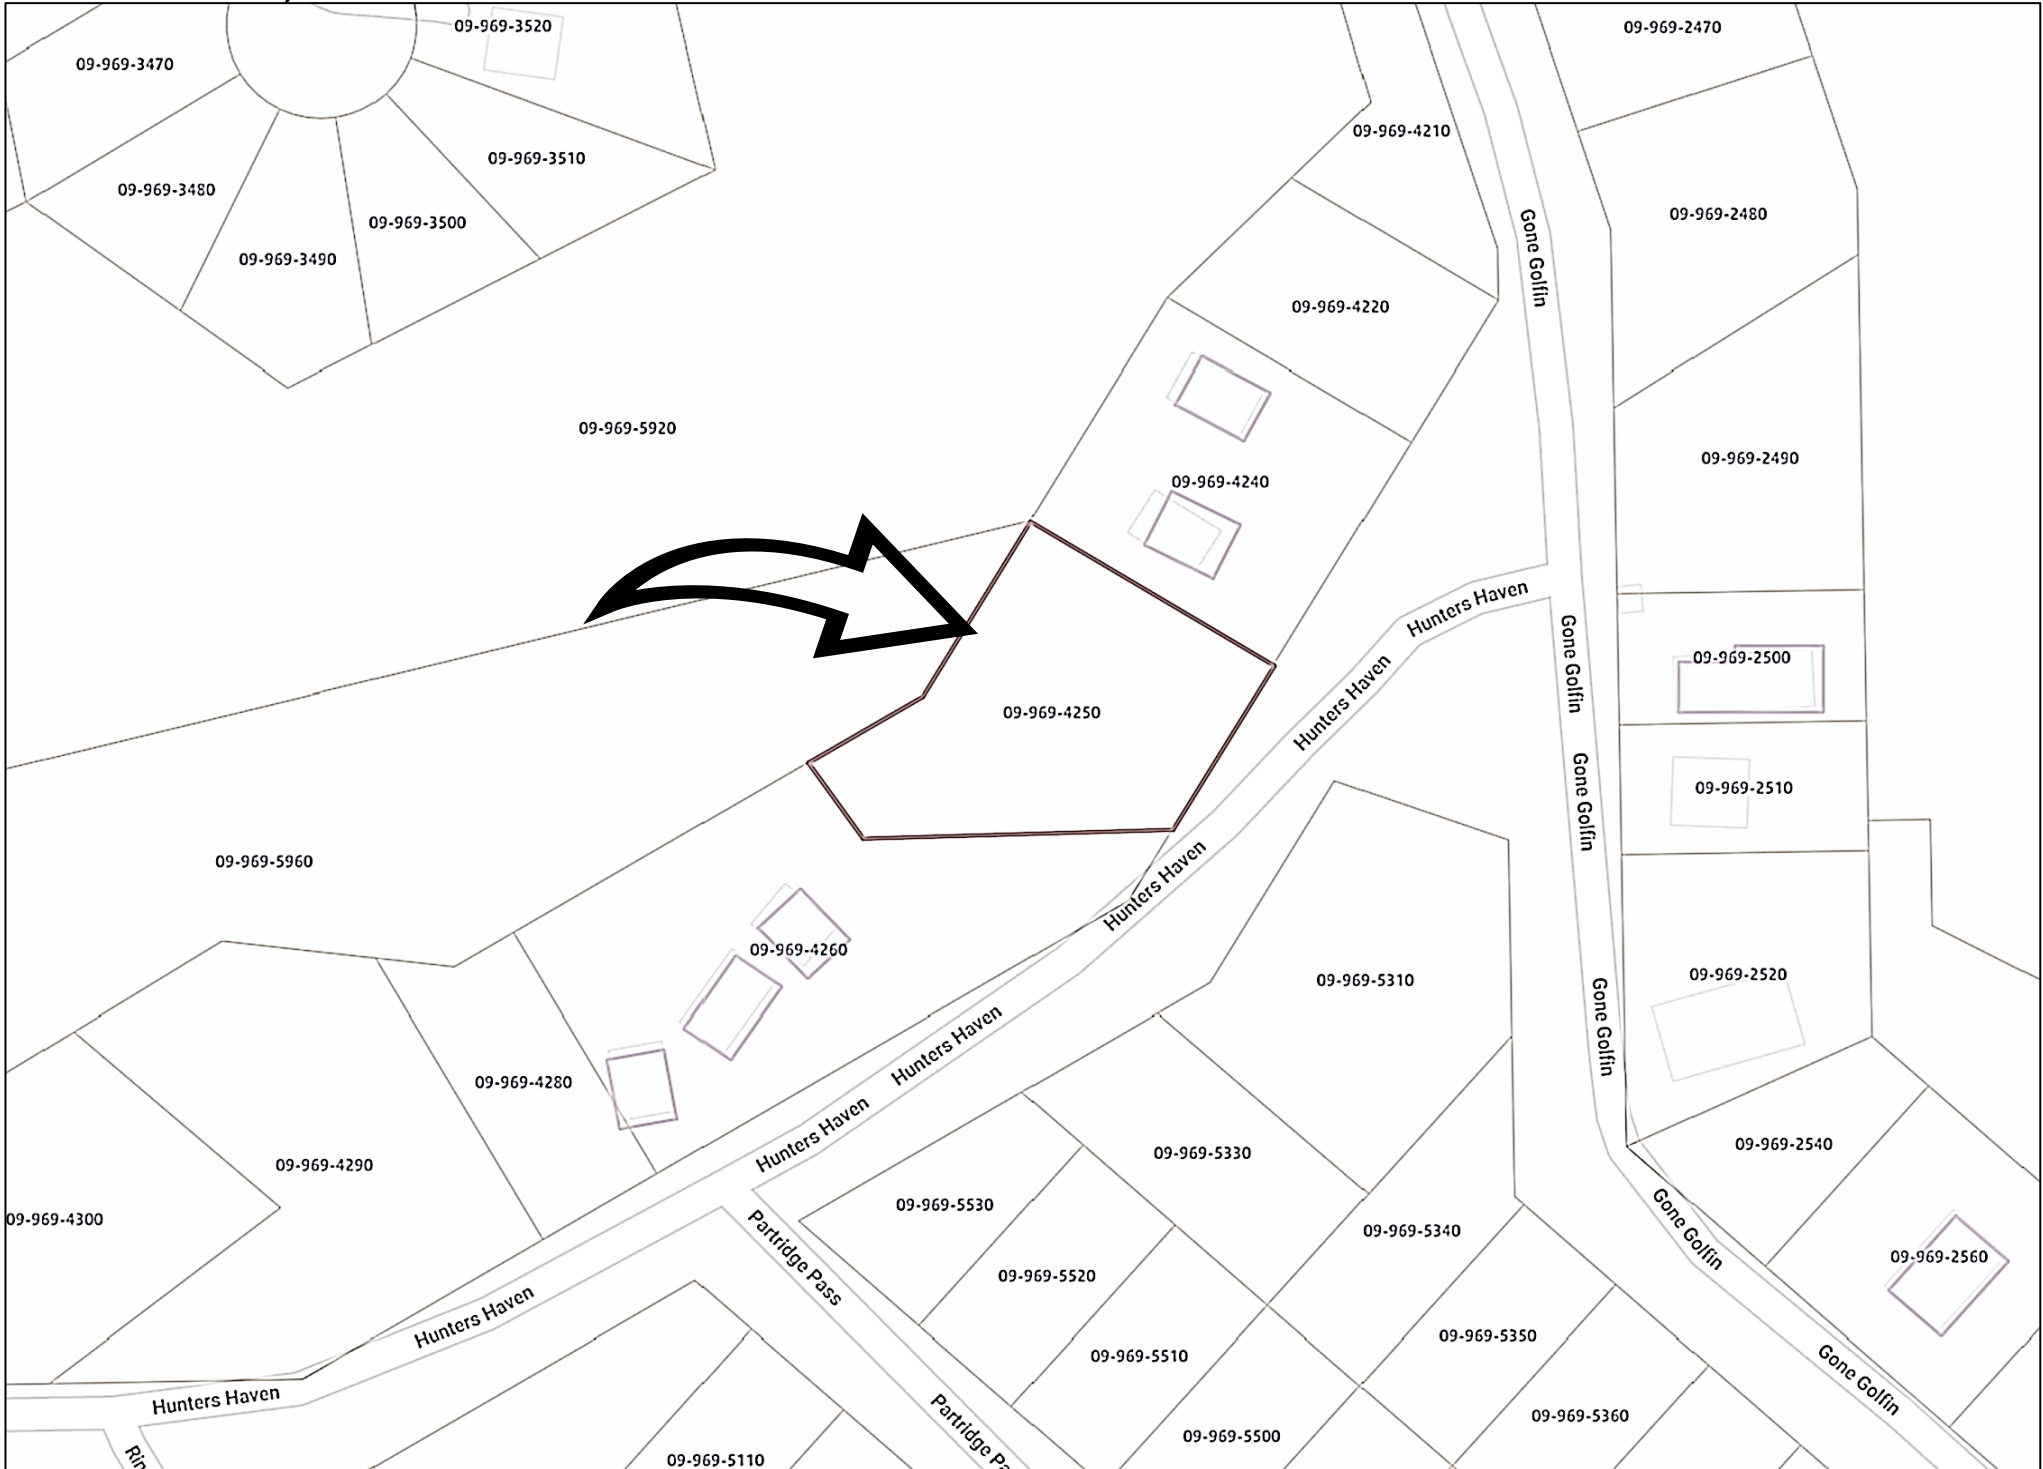 09-969-3520
09-969-2470
09-969-3470
09-969-4210
09-969-3510
09-969-3480
09-969-2480
09-969-3500
09-969-3490
Gone Golfin
09-969-4220
09-969-5920
09-969-2490
09-969-4240
Hunters Haven
Gone Golfin
09-969-2500
Hunters Haven
09-969-4250
09-969-2510
Gone Golfin
09-969-5960
Hunters Haven
09-969-4260
09-969-2520
09-969-5310
Gone Golfin
Hunters Haven
09-969-4280
Hunters Haven
09-969-2540
09-969-5330
09-969-4290
09-969-5530
09-969-4300
Gone Golfin
09-969-5340
Partridge Pass
09-969-2560
09-969-5520
Hunters Haven
09-969-5350
09-969-5510
Gone Golfin
Hunters Haven
09-969-5360
Partridge Pa
09-969-5500
09-969-5110
Rin